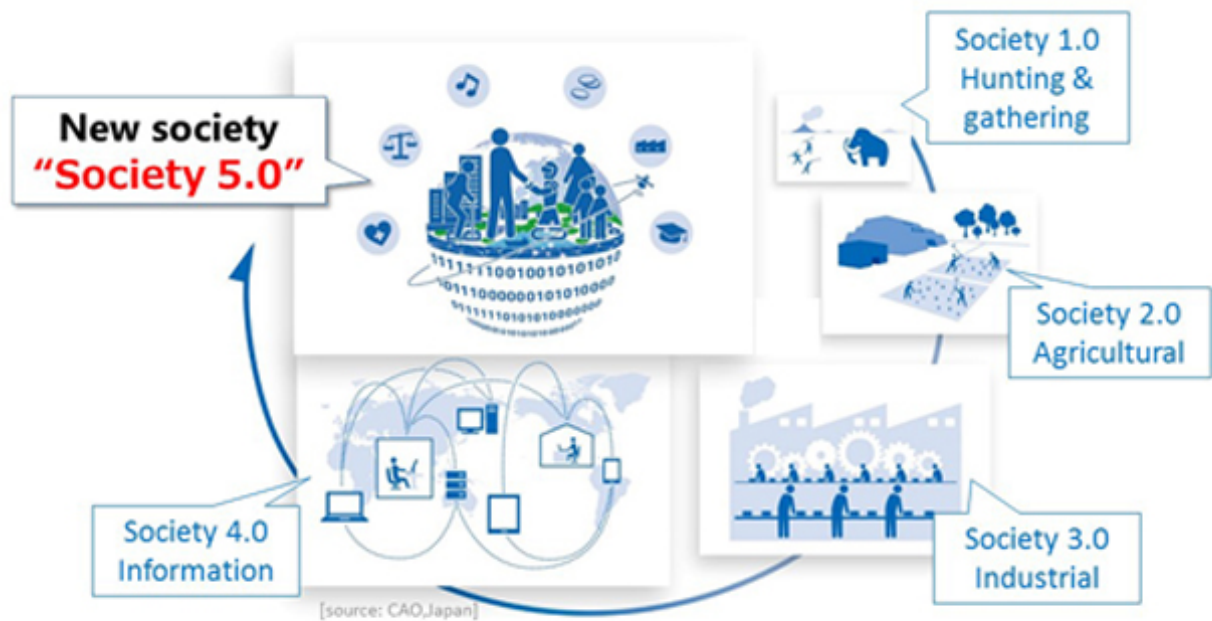 Society 1.0
Hunting &
gathering
New society
“Society 5.0”
1111111001001010101010
Society 2.0
Agricultural
Society 4.0
Information
Society 3.0
Industrial
[source: CAO,Japan]